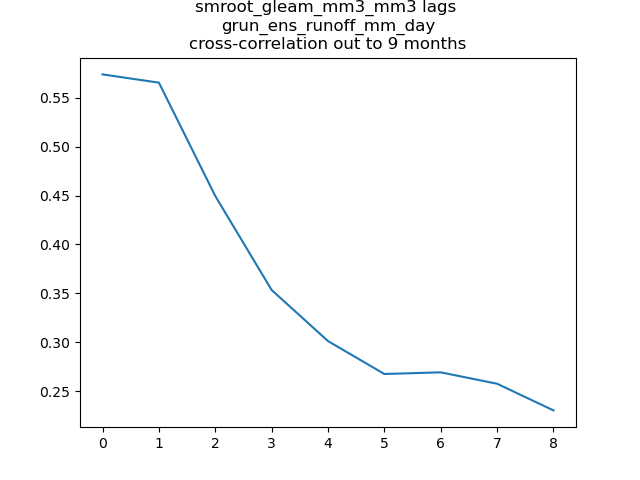 smroot_gleam_mm3_mm3 lags
grun_ens_runoff_mm_day
cross-correlation out to 9 months
0.55
0.50
0.45
0.40
0.35
0.30
0.25
0 1 2 3 4 5 6 7 8